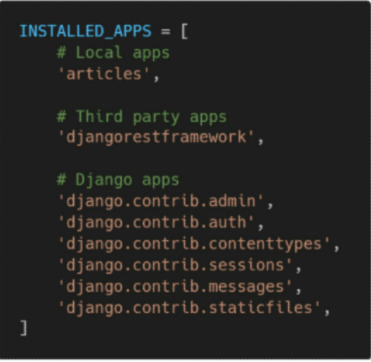 INSTALLED_APPS = [
    # Local apps
    'articles',

    # Third party apps
    'djangorestframework',

    # Django apps
    'django.contrib.admin',
    'django.contrib.auth',
    'django.contrib.contenttypes',
    'django.contrib.sessions',
    'django.contrib.messages',
    'django.contrib.staticfiles',
]